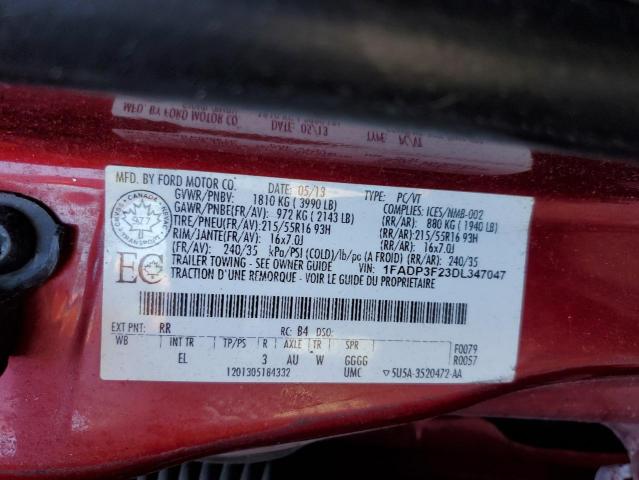 MFD. BY FORD MOTOR CO. DATE: 05/13 TYPE: PC/VT
GVWR/PNBV: 1810 KG ( 3990 LB)
GAWR/PNBE(FR/AV): 972 KG ( 2143 LB) COMPLIES: ICES/NMB-002
TIRE/PNEU(FR/AV): 215/55R16 93H (RR/AR): 880 KG ( 1940 LB)
RIM/JANTE(FR/AV): 16x7.0J (RR/AR): 215/55R16 93H
(FR/AV): 240/35 kPa/PSI (COLD)/lb/pc (A FROID) (RR/AR): 16x7.0J
TRAILER TOWING - SEE OWNER GUIDE (RR/AR): 240/35
TRACTION D'UNE REMORQUE - VOIR LE GUIDE DU PROPRIETAIRE
VIN: 1FADP3F23DL347047
EC
EXT PNT: RR RC: B4 DSO:
WB INT TR TP/PS R AXLE TR SPR F0079
EL 3 AU W GGGG R0057
1201305184332 UMC 5U5A-3520472-AA